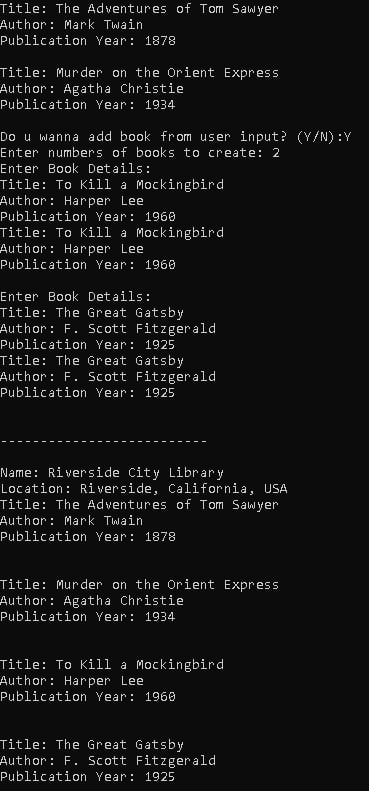 Title: The Adventures of Tom Sawyer
Author: Mark Twain
Publication Year: 1878
Title: Murder on the Orient Express
Author: Agatha Christie
Publication Year: 1934
Do u wanna add book from user input? (Y/N):Y
Enter numbers of books to create: 2
Enter Book Details:
Title: To Kill a Mockingbird
Author: Harper Lee
Publication Year: 1960
Title: To Kill a Mockingbird
Author: Harper Lee
Publication Year: 1960
Enter Book Details:
Title: The Great Gatsby
Author: F. Scott Fitzgerald
Publication Year: 1925
Title: The Great Gatsby
Author: F. Scott Fitzgerald
Publication Year: 1925
--------------------------
Name: Riverside City Library
Location: Riverside, California, USA
Title: The Adventures of Tom Sawyer
Author: Mark Twain
Publication Year: 1878
Title: Murder on the Orient Express
Author: Agatha Christie
Publication Year: 1934
Title: To Kill a Mockingbird
Author: Harper Lee
Publication Year: 1960
Title: The Great Gatsby
Author: F. Scott Fitzgerald
Publication Year: 1925